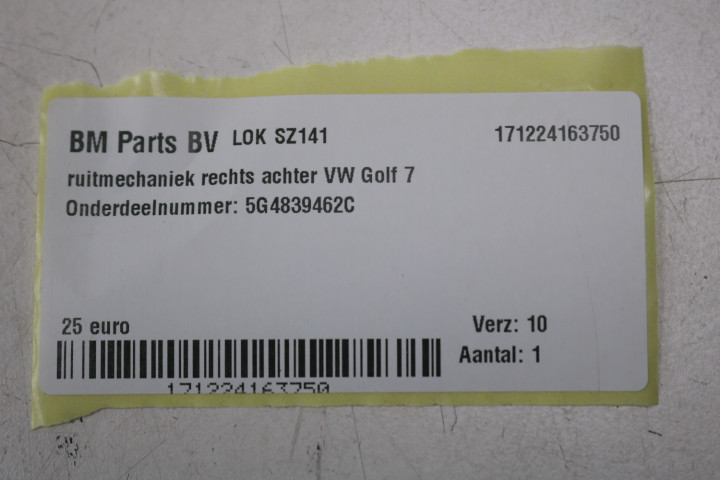 BM Parts BV LOK SZ141 171224163750
ruitmechaniek rechts achter VW Golf 7
Onderdeelnummer: 5G4839462C
25 euro Verz: 10
Aantal: 1
171224163750